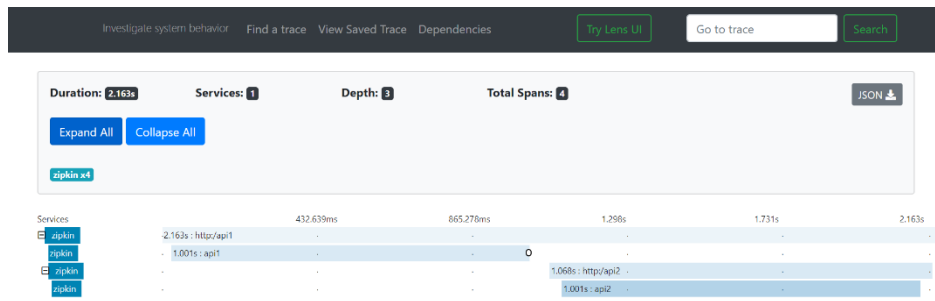 Investigate system behavior Find a trace View Saved Trace Dependencies Try Lens UI Go to trace Search
Duration: 2.163s Services: 1 Depth: 3 Total Spans: 4 JSON
Expand All Collapse All
zipkin x4
Services 432.639ms 865.278ms 1.298s 1.731s 2.163s
zipkin 2.163s : http:/api1
zipkin 1.001s : api1
zipkin 1.068s : http:/api2
zipkin 1.001s : api2